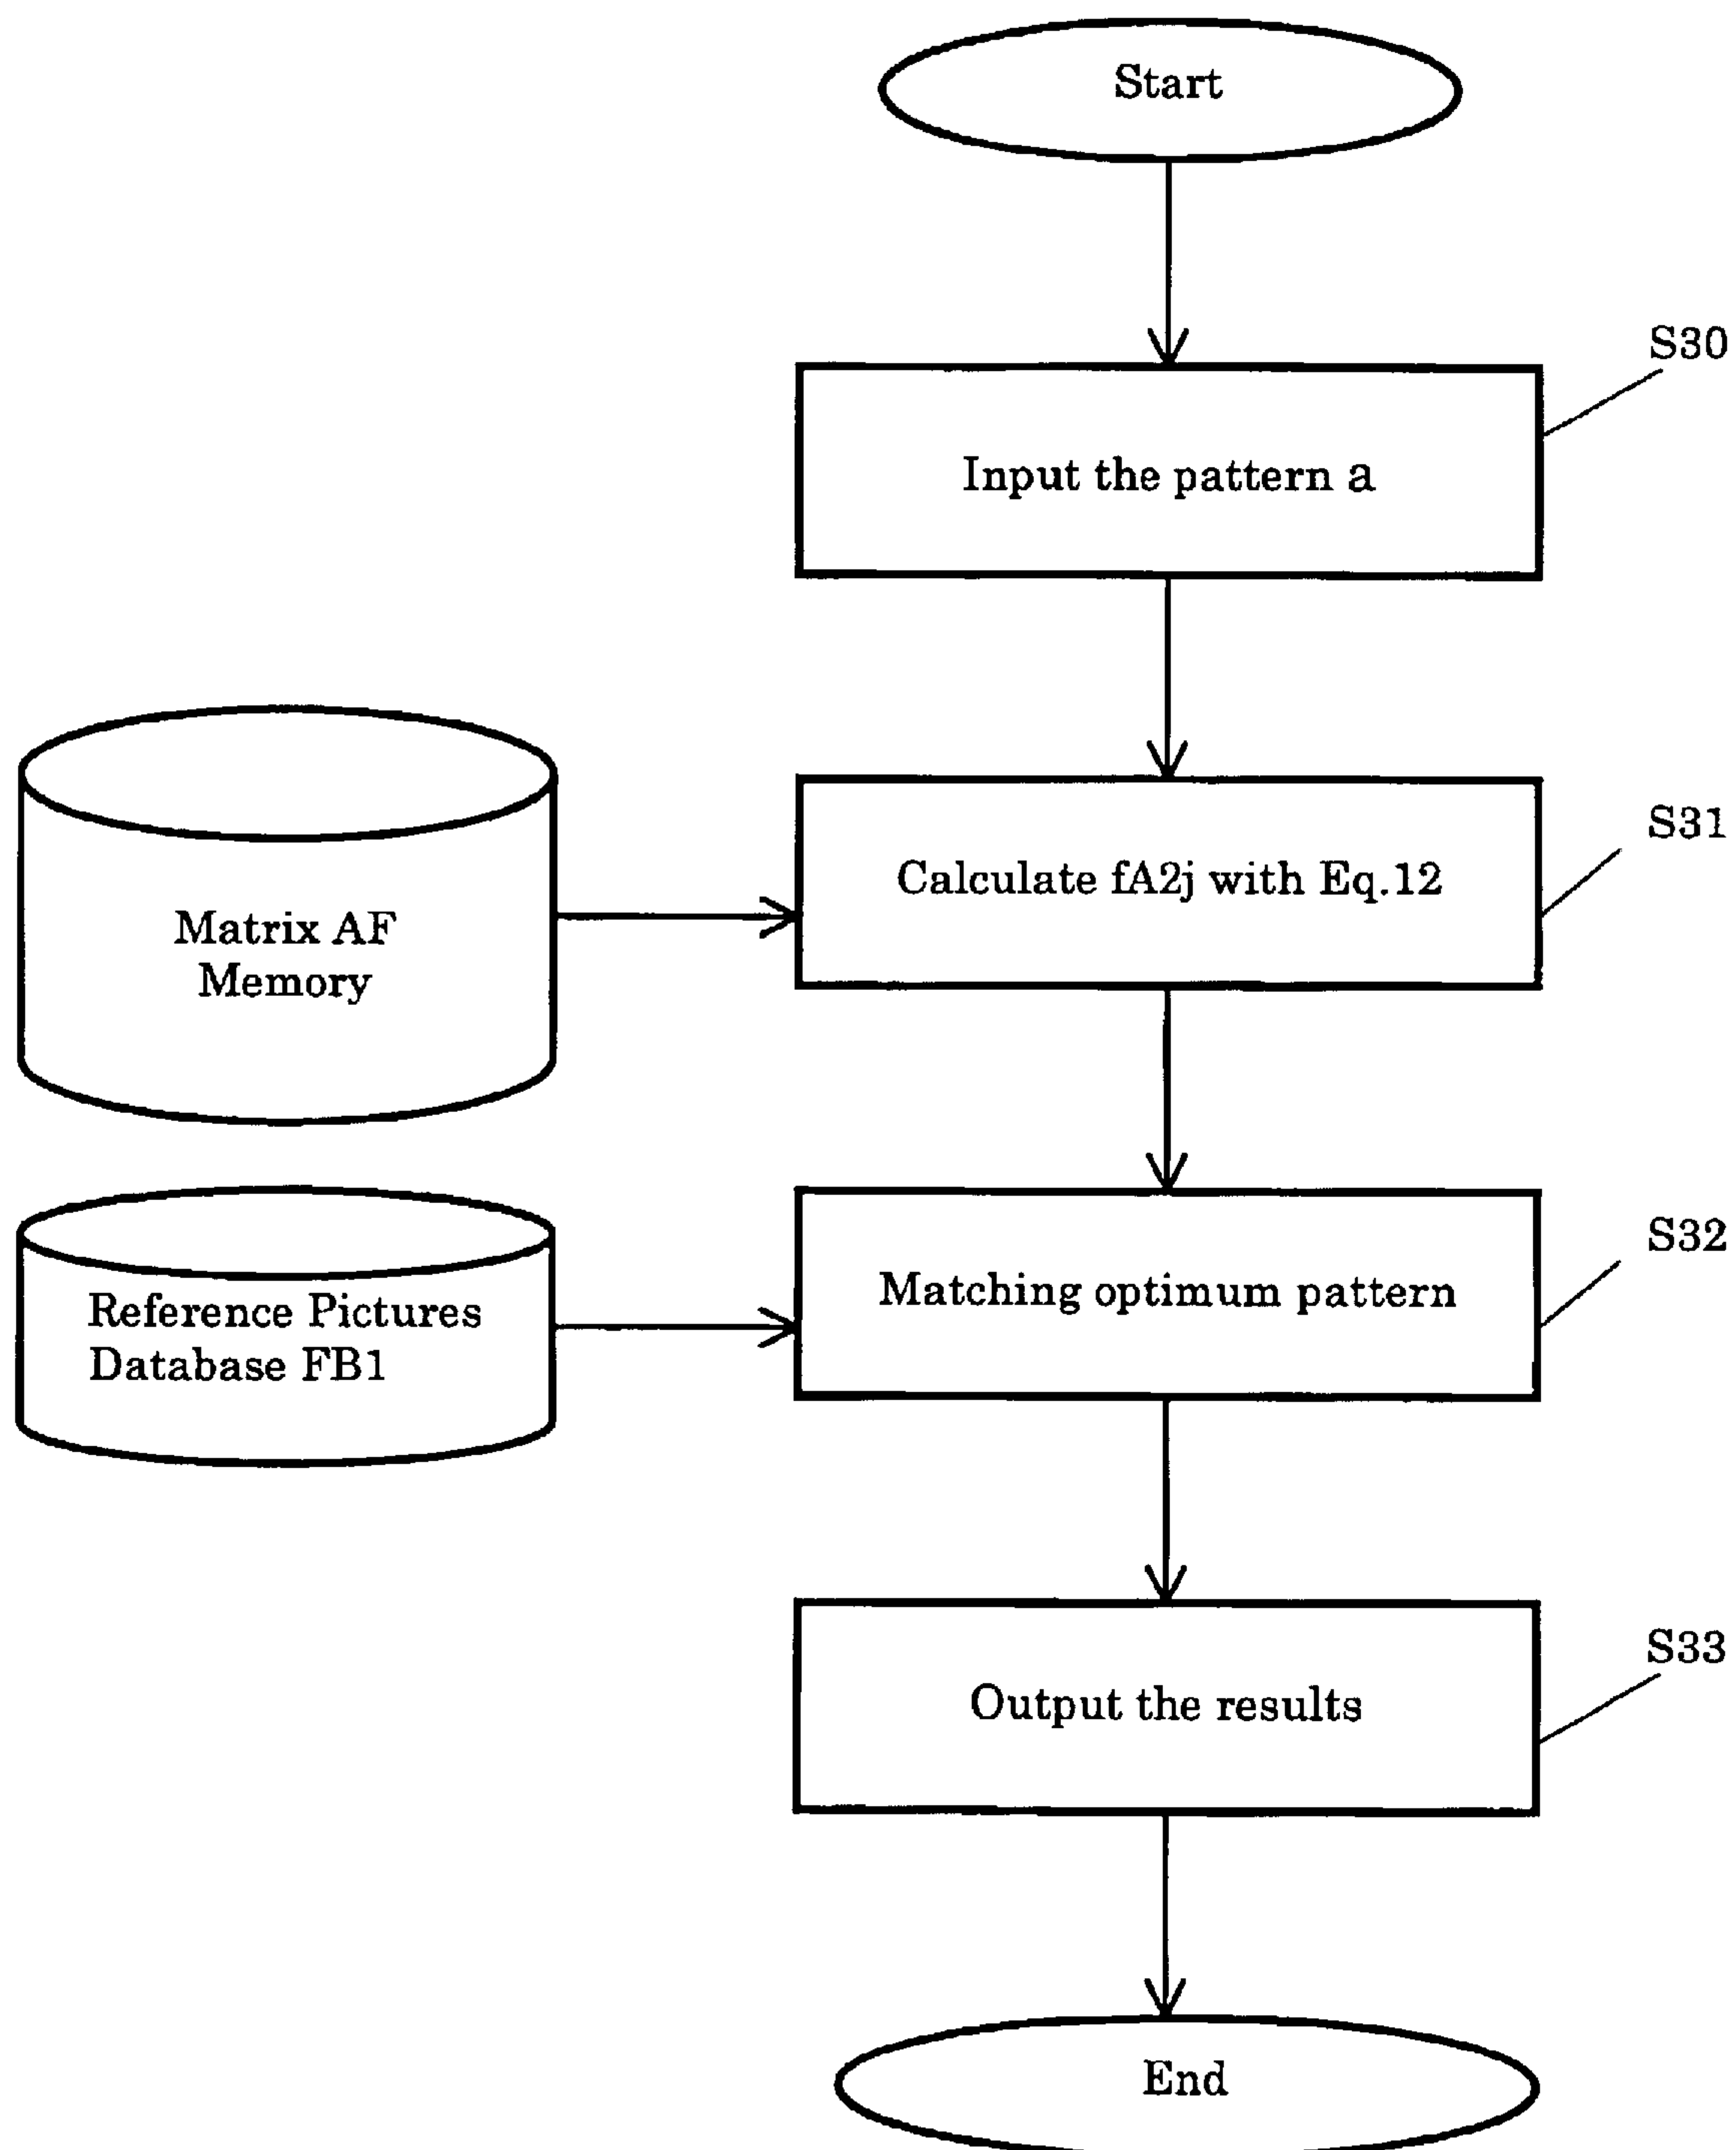 Start
S30
Input the pattern a
S31
Calculate fA2j with Eq.12
Matrix AF
Memory
S32
Matching optimum pattern
Reference Pictures
Database FB1
S33
Output the results
End